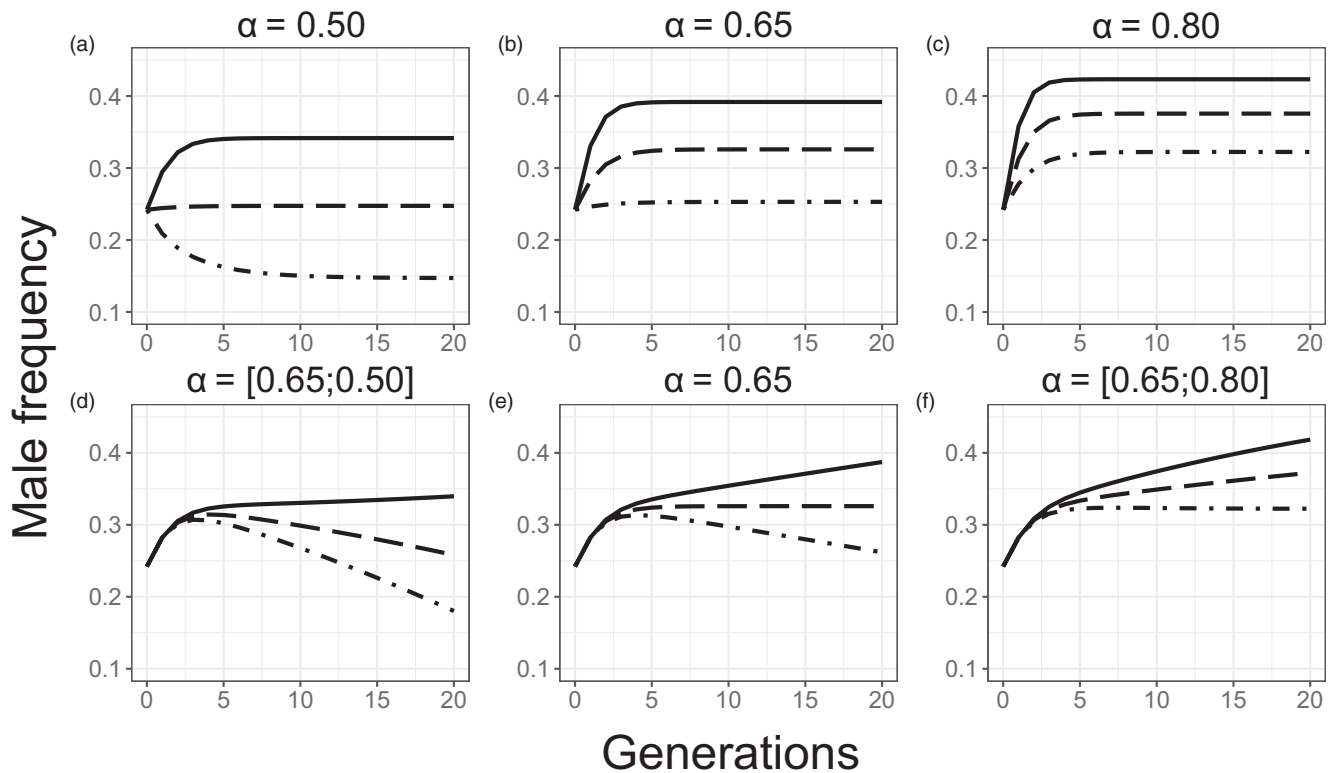 (a)
α = 0.50
(b)
α = 0.65
(c)
α = 0.80
0.4
0.3
0.2
0.1
0 5 10 15 20
0.4
0.3
0.2
0.1
0 5 10 15 20
0.4
0.3
0.2
0.1
0 5 10 15 20
(d)
α = [0.65;0.50]
(e)
α = 0.65
(f)
α = [0.65;0.80]
0.4
0.3
0.2
0.1
0 5 10 15 20
0.4
0.3
0.2
0.1
0 5 10 15 20
0.4
0.3
0.2
0.1
0 5 10 15 20
Male frequency
Generations